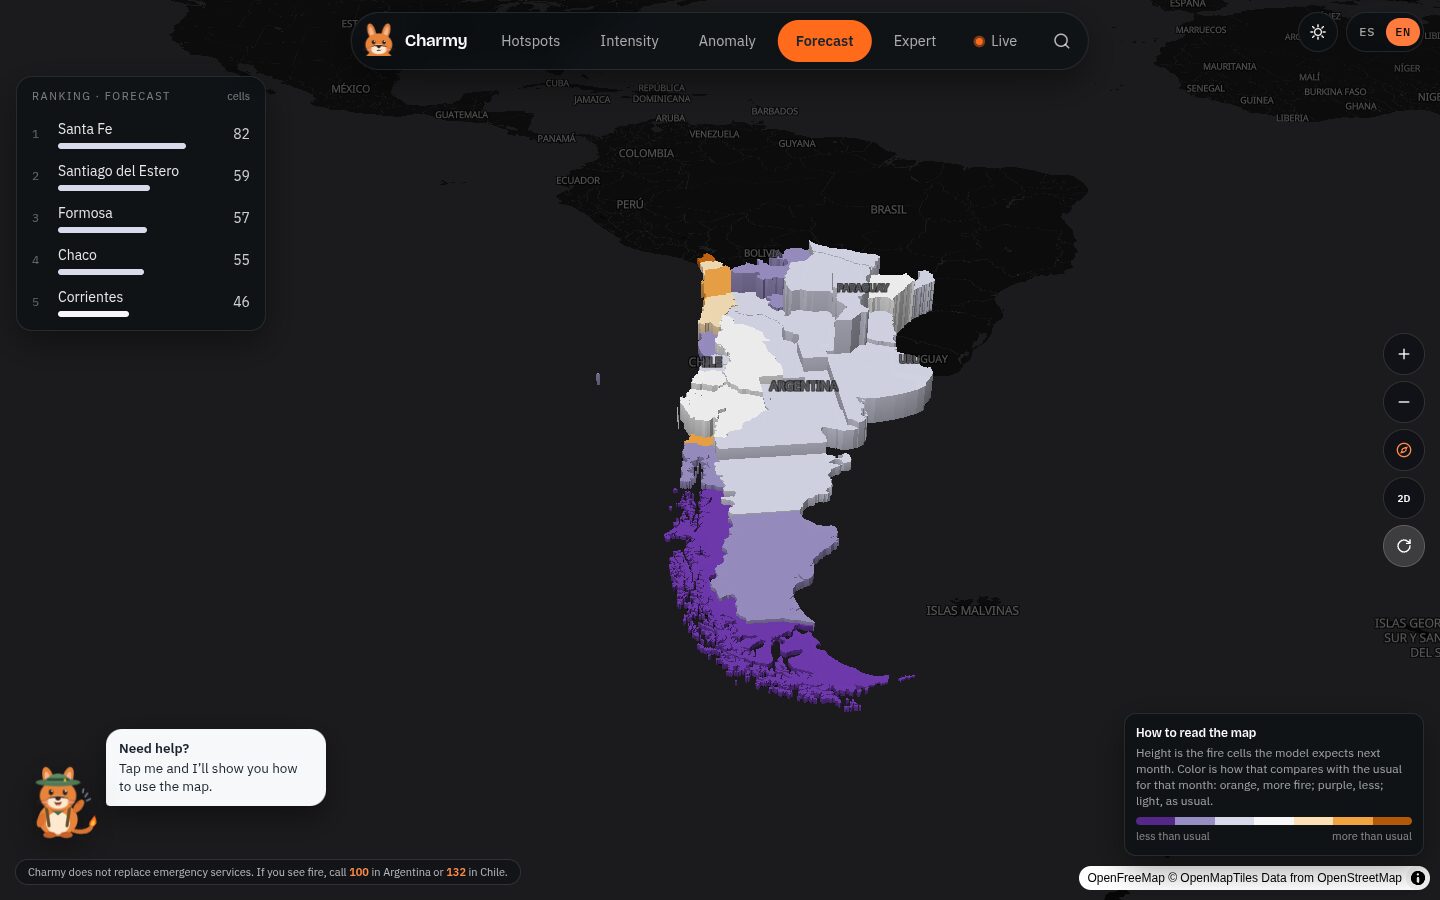 Charmy
Hotspots
Intensity
Anomaly
Forecast
Expert
Live
ES
EN
RANKING · FORECAST
cells
1
Santa Fe
82
2
Santiago del Estero
59
3
Formosa
57
4
Chaco
55
5
Corrientes
46
ESPAÑA
MARRUECOS
MAURITANIA
MALÍ
NÍGER
SENEGAL
BURKINA FASO
GUINEA
GHANA
LIBERIA
MÉXICO
CUBA
JAMAICA
REPÚBLICA
DOMINICANA
GUATEMALA
ARUBA
BARBADOS
PANAMÁ
VENEZUELA
GUYANA
COLOMBIA
ECUADOR
PERÚ
BRASIL
BOLIVIA
PARAGUAY
CHILE
URUGUAY
ARGENTINA
ISLAS MALVINAS
ISLAS GEOR
SUR Y SAN
DEL S
2D
Need help?
Tap me and I'll show you how
to use the map.
How to read the map
Height is the fire cells the model expects next
month. Color is how that compares with the usual
for that month: orange, more fire; purple, less;
light, as usual.
less than usual
more than usual
Charmy does not replace emergency services. If you see fire, call 100 in Argentina or 132 in Chile.
OpenFreeMap © OpenMapTiles Data from OpenStreetMap